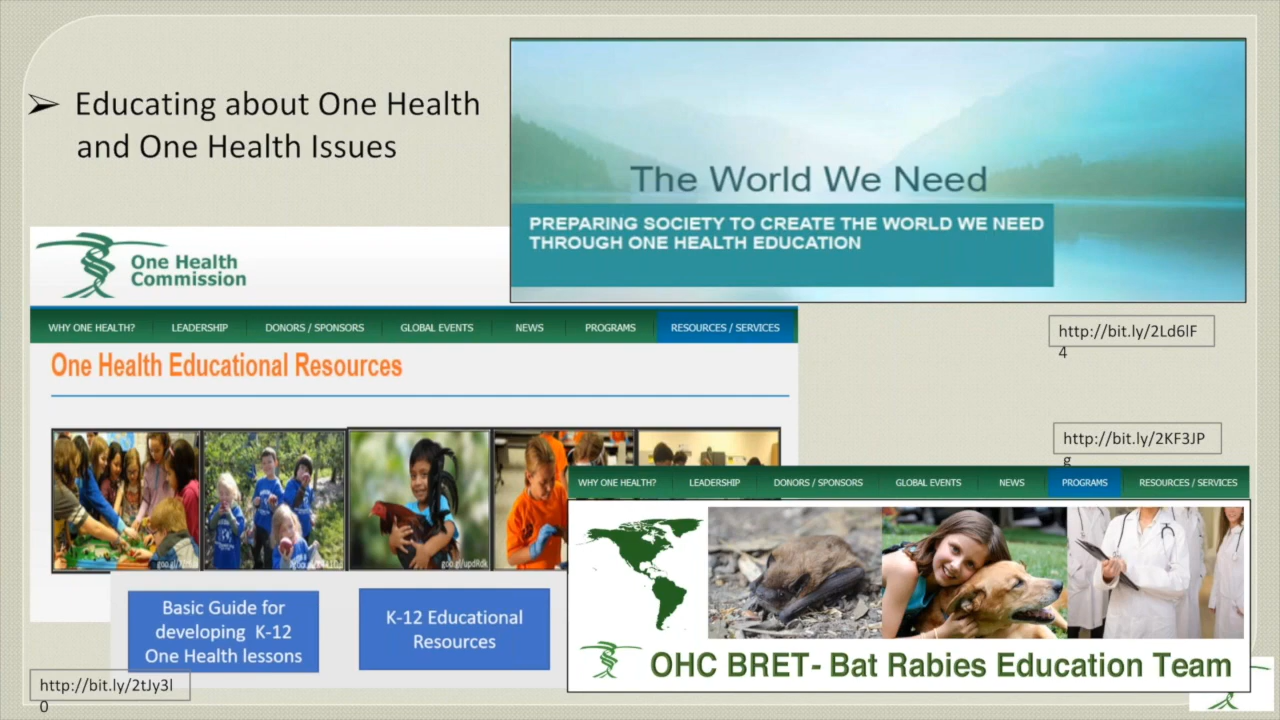 ➢ Educating about One Health
and One Health Issues
The World We Need
PREPARING SOCIETY TO CREATE THE WORLD WE NEED
THROUGH ONE HEALTH EDUCATION
One Health
Commission
WHY ONE HEALTH? LEADERSHIP DONORS / SPONSORS GLOBAL EVENTS NEWS PROGRAMS RESOURCES / SERVICES
http://bit.ly/2Ld6lF
4
One Health Educational Resources
http://bit.ly/2KF3JP
g
WHY ONE HEALTH? LEADERSHIP DONORS / SPONSORS GLOBAL EVENTS NEWS PROGRAMS RESOURCES / SERVICES
goo.gl/updRdk
Basic Guide for
developing K-12
One Health lessons
K-12 Educational
Resources
OHC BRET- Bat Rabies Education Team
http://bit.ly/2tJy3l
0